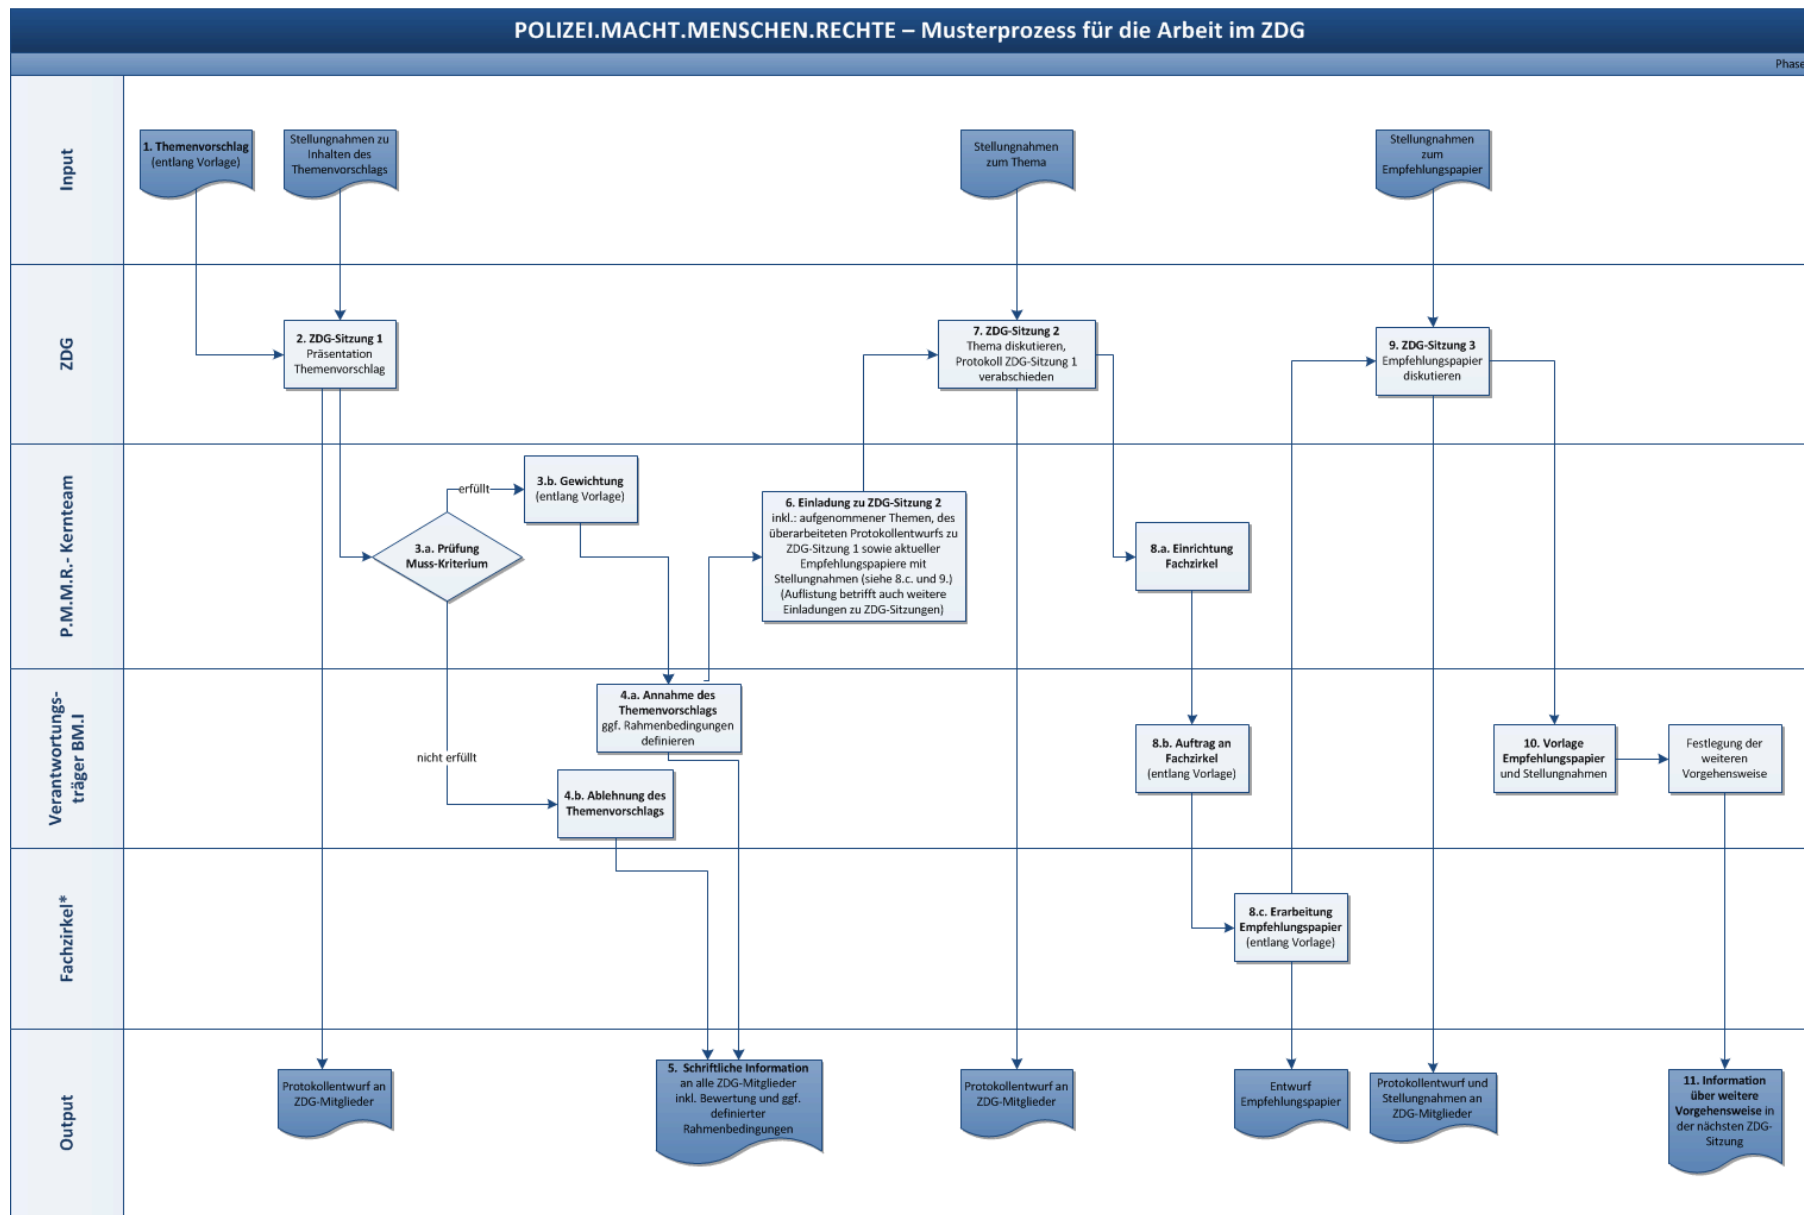 POLIZEI.MACHT.MENSCHEN.RECHTE – Musterprozess für die Arbeit im ZDG
Phase
Input
1. Themenvorschlag
(entlang Vorlage)
Stellungnahmen zu
Inhalten des
Themenvorschlags
Stellungnahmen
zum Thema
Stellungnahmen
zum
Empfehlungspapier
ZDG
2. ZDG-Sitzung 1
Präsentation
Themenvorschlag
7. ZDG-Sitzung 2
Thema diskutieren,
Protokoll ZDG-Sitzung 1
verabschieden
9. ZDG-Sitzung 3
Empfehlungspapier
diskutieren
P.M.M.R.- Kernteam
3.a. Prüfung
Muss-Kriterium
erfüllt
3.b. Gewichtung
(entlang Vorlage)
6. Einladung zu ZDG-Sitzung 2
inkl.: aufgenommener Themen, des
überarbeiteten Protokollentwurfs zu
ZDG-Sitzung 1 sowie aktueller
Empfehlungspapiere mit
Stellungnahmen (siehe 8.c. und 9.)
(Auflistung betrifft auch weitere
Einladungen zu ZDG-Sitzungen)
8.a. Einrichtung
Fachzirkel
Verantwortungs-
träger BM.I
nicht erfüllt
4.a. Annahme des
Themenvorschlags
ggf. Rahmenbedingungen
definieren
4.b. Ablehnung des
Themenvorschlags
8.b. Auftrag an
Fachzirkel
(entlang Vorlage)
10. Vorlage
Empfehlungspapier
und Stellungnahmen
Festlegung der
weiteren
Vorgehensweise
Fachzirkel*
8.c. Erarbeitung
Empfehlungspapier
(entlang Vorlage)
Output
Protokollentwurf an
ZDG-Mitglieder
5. Schriftliche Information
an alle ZDG-Mitglieder
inkl. Bewertung und ggf.
definierter
Rahmenbedingungen
Protokollentwurf an
ZDG-Mitglieder
Entwurf
Empfehlungspapier
Protokollentwurf und
Stellungnahmen an
ZDG-Mitglieder
11. Information
über weitere
Vorgehensweise in
der nächsten ZDG-
Sitzung